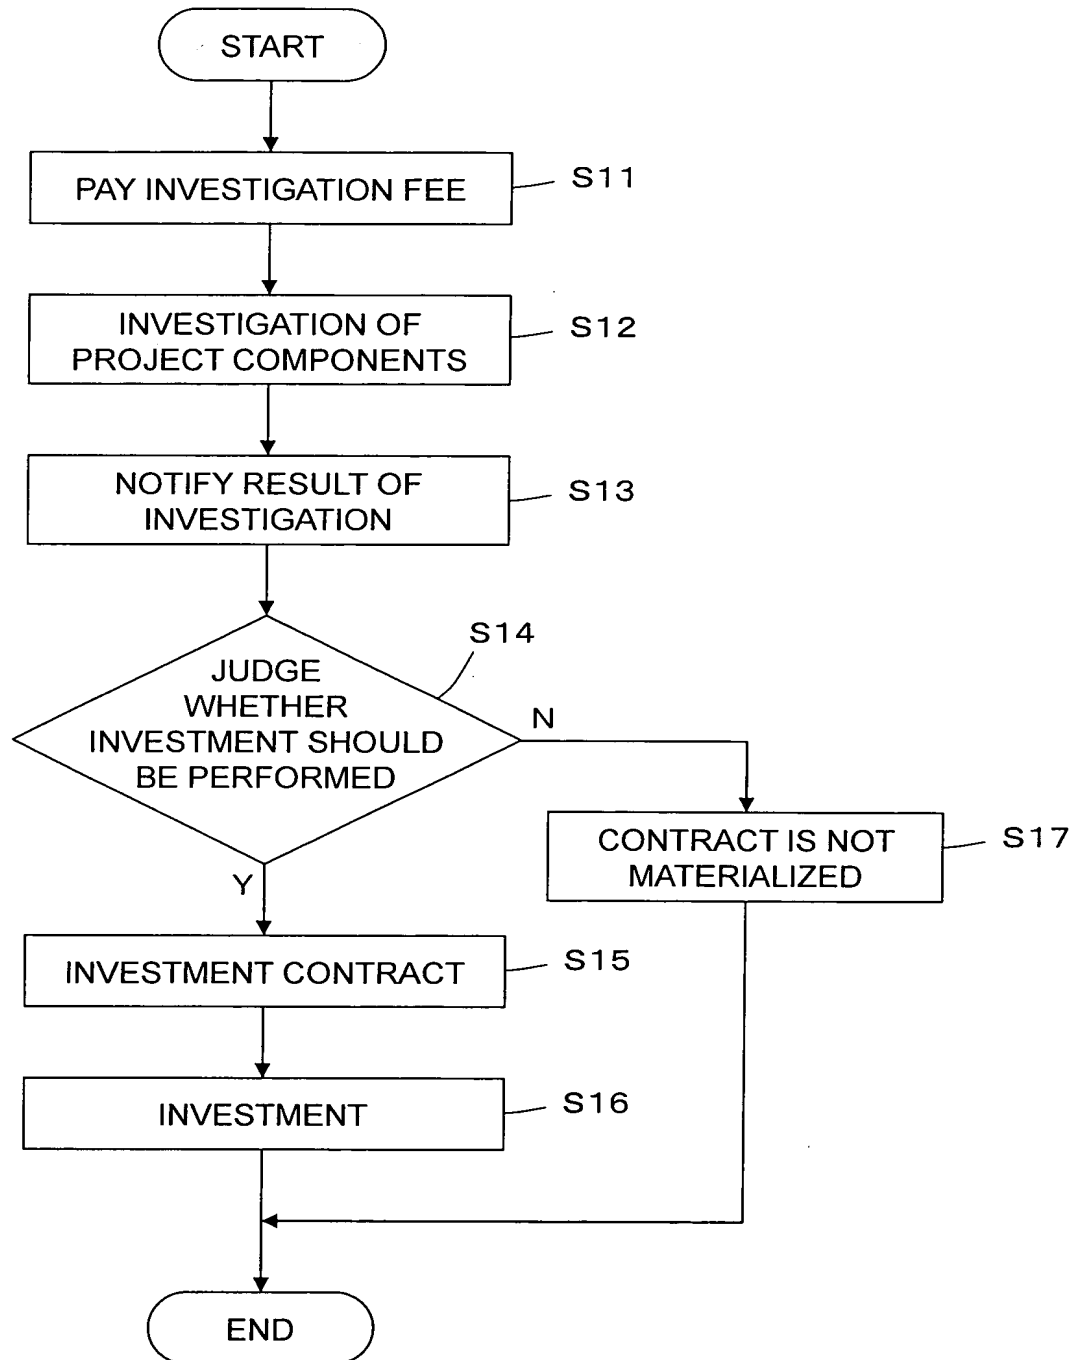 START
PAY INVESTIGATION FEE
S11
INVESTIGATION OF
PROJECT COMPONENTS
S12
NOTIFY RESULT OF
INVESTIGATION
S13
S14
JUDGE
WHETHER
INVESTMENT SHOULD
BE PERFORMED
N
CONTRACT IS NOT
MATERIALIZED
S17
Y
INVESTMENT CONTRACT
S15
INVESTMENT
S16
END